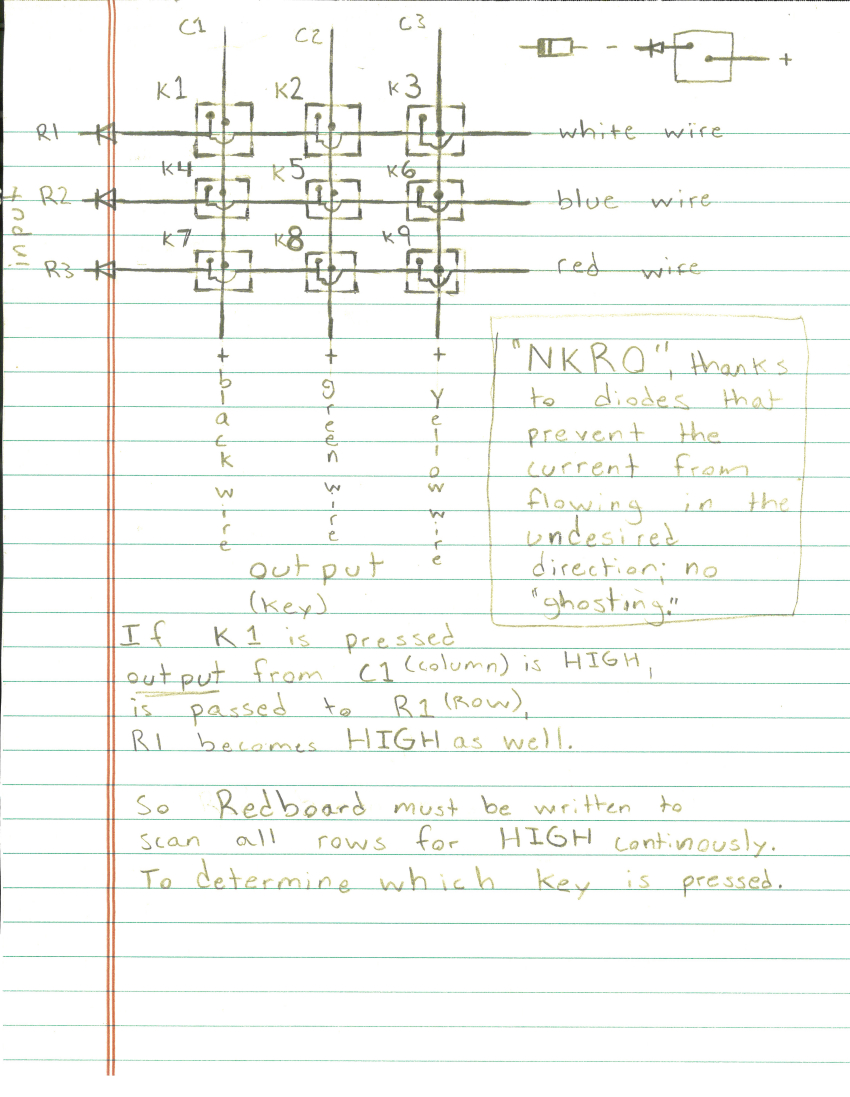 C1 C2 C3
- +
K1 K2 K3
R1 white wire
K4 K5 K6
R2 blue wire
K7 K8 K9
R3 red wire
input
+ + +
black wire
green wire
yellow wire
"NKRO", thanks
to diodes that
prevent the
current from
flowing in the
undesired
direction; no
"ghosting."
output
(key)
If K1 is pressed
output from C1 (column) is HIGH,
is passed to R1 (Row),
R1 becomes HIGH as well.
So Redboard must be written to
scan all rows for HIGH continously.
To determine which key is pressed.